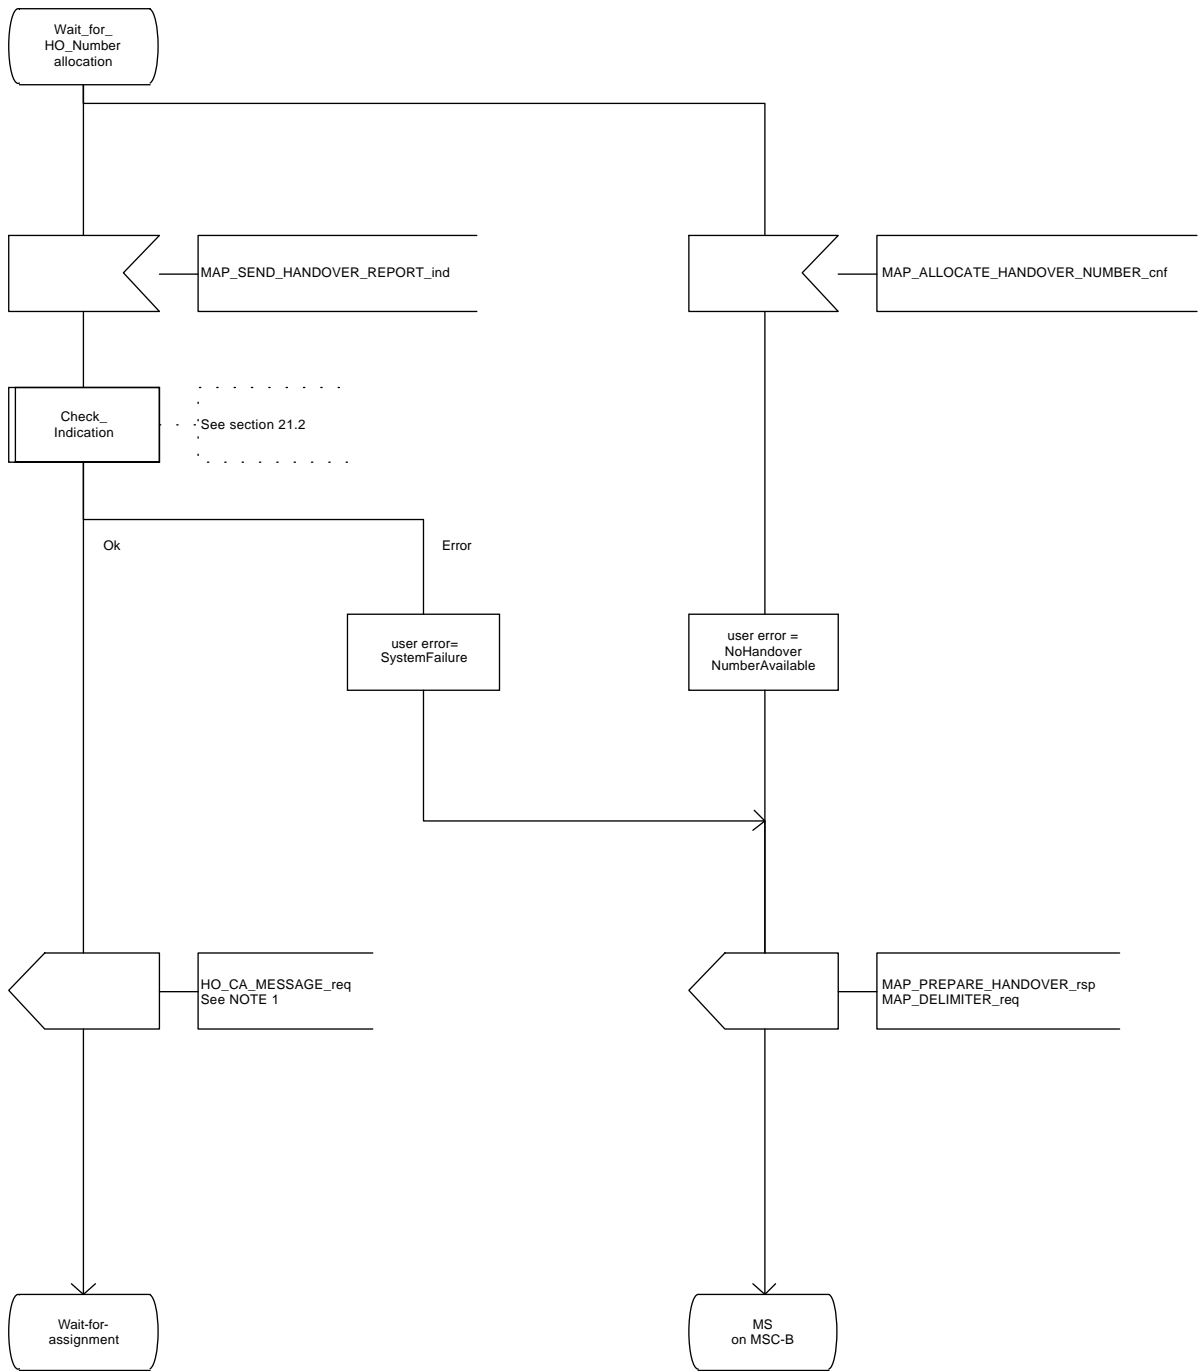 Wait_for_
HO_Number
allocation
MAP_SEND_HANDOVER_REPORT_ind
MAP_ALLOCATE_HANDOVER_NUMBER_cnf
Check_
Indication
See section 21.2
Ok
Error
user error=
SystemFailure
user error =
NoHandover
NumberAvailable
HO_CA_MESSAGE_req
See NOTE 1
MAP_PREPARE_HANDOVER_rsp
MAP_DELIMITER_req
Wait-for-
assignment
MS
on MSC-B